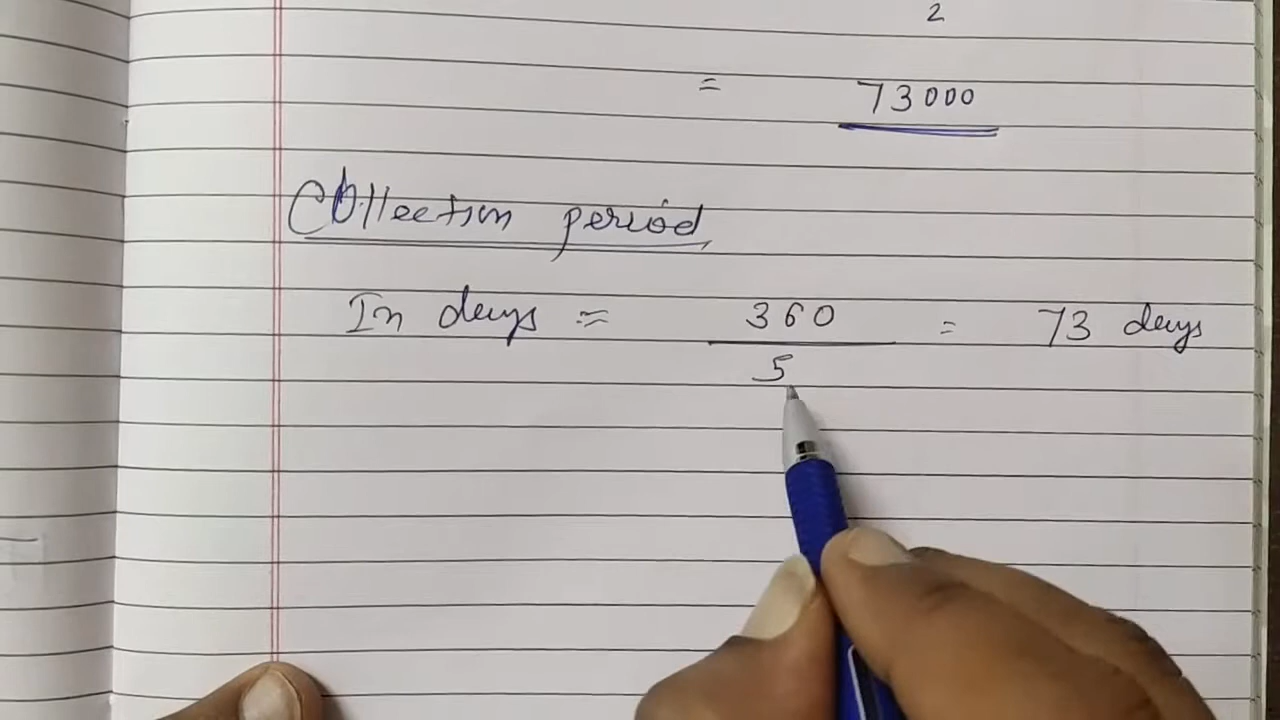 2
= 73000
Collection period
In days = 360 = 73 days
5